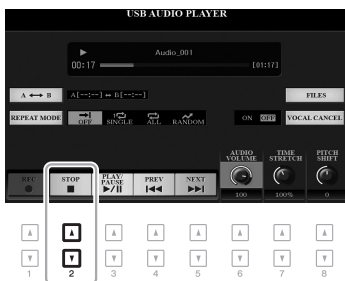 USB AUDIO PLAYER
Audio_001
00:17 [01:17]
A ⟷ B A[--:--] ↔ B[--:--] FILES
REPEAT MODE OFF SINGLE ALL RANDOM ON OFF VOCAL CANCEL
AUDIO VOLUME TIME STRETCH PITCH SHIFT
REC STOP PLAY/PAUSE PREV NEXT
100 100% 0
1 2 3 4 5 6 7 8